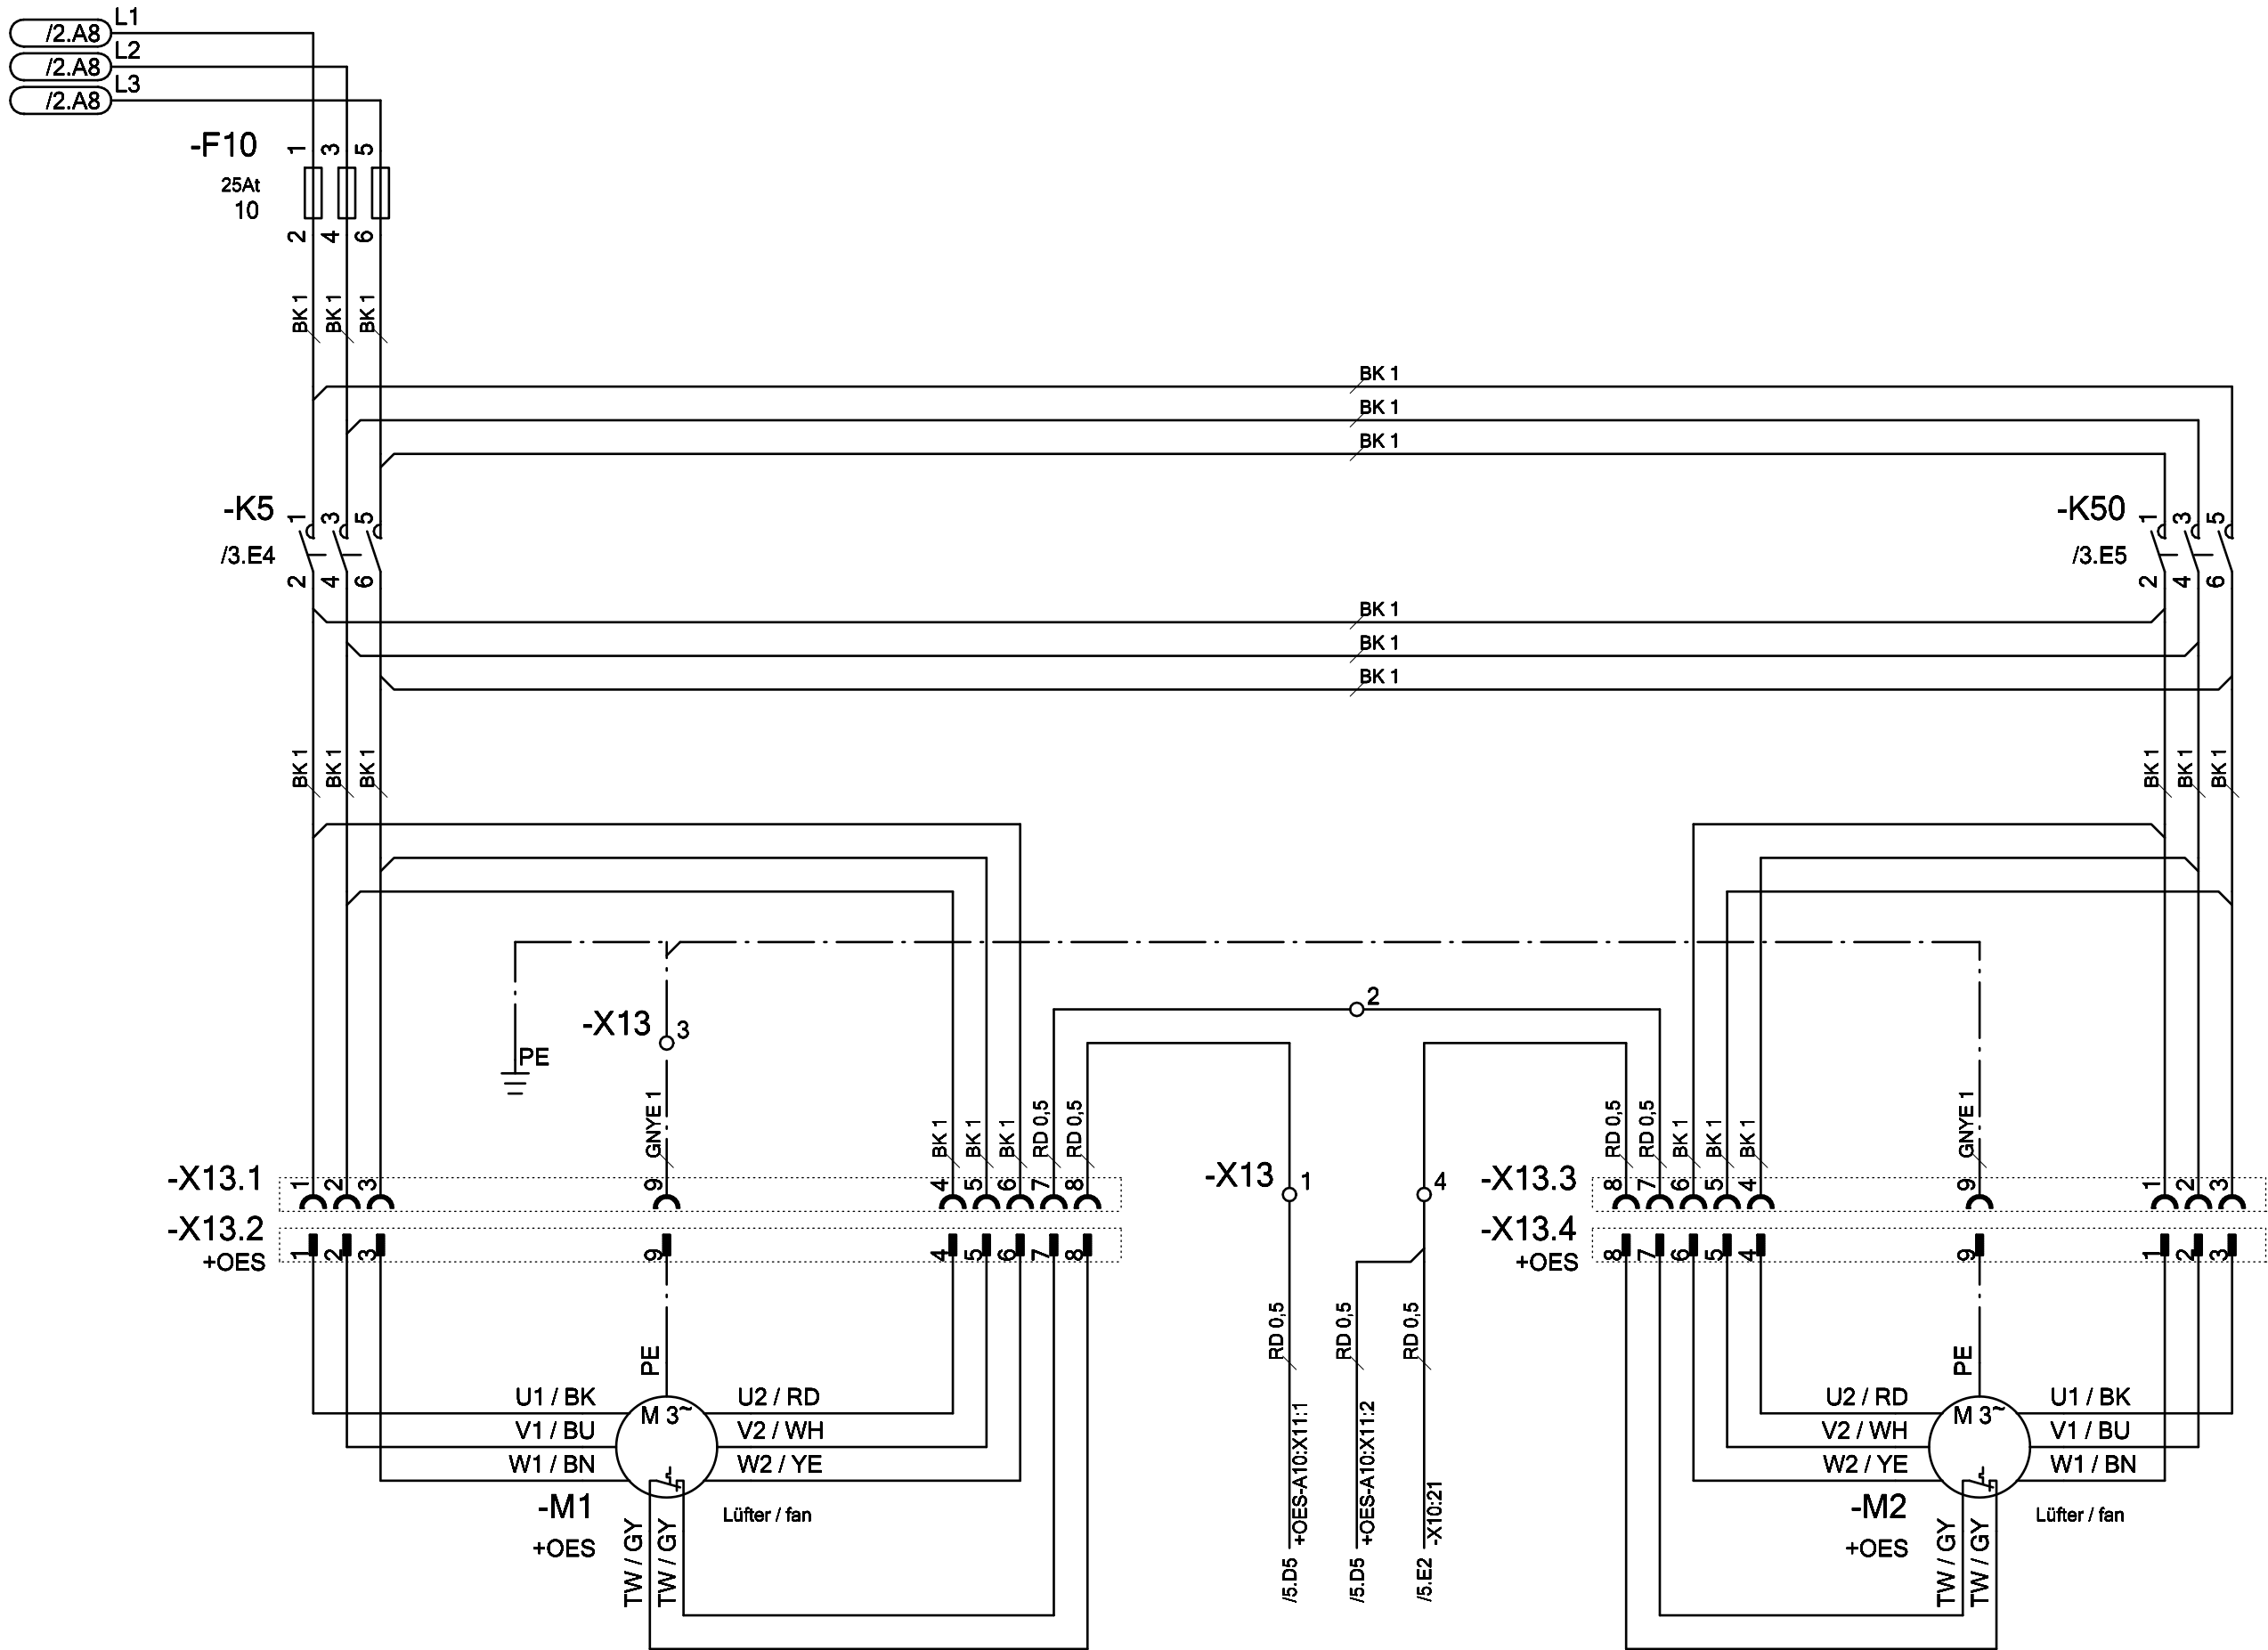 L1
/2.A8
L2
/2.A8
L3
/2.A8
-F10 1 3 5
25At
10
2 4 6
BK 1 BK 1 BK 1
BK 1
BK 1
BK 1
-K5 1 3 5
/3.E4
2 4 6
-K50 1 3 5
/3.E5
2 4 6
BK 1
BK 1
BK 1
BK 1 BK 1 BK 1
BK 1 BK 1 BK 1
2
-X13 3
PE
GNYE 1
BK 1 BK 1 BK 1 RD 0,5 RD 0,5
RD 0,5 RD 0,5 BK 1 BK 1 BK 1
GNYE 1
-X13.1 1 2 3 9 4 5 6 7 8
-X13 1
4
-X13.3 8 7 6 5 4 9 1 2 3
-X13.2 1 2 3 9 4 5 6 7 8
+OES
-X13.4 8 7 6 5 4 9 1 2 3
+OES
RD 0,5 RD 0,5 RD 0,5
PE
PE
U1 / BK M 3~ U2 / RD
V1 / BU V2 / WH
W1 / BN W2 / YE
-M1
+OES
Lüfter / fan
TW / GY TW / GY
+OES-A10:X11:1
/5.D5
+OES-A10:X11:2
/5.D5
-X10:21
/5.E2
U2 / RD M 3~ U1 / BK
V2 / WH V1 / BU
W2 / YE W1 / BN
-M2
+OES
Lüfter / fan
TW / GY TW / GY